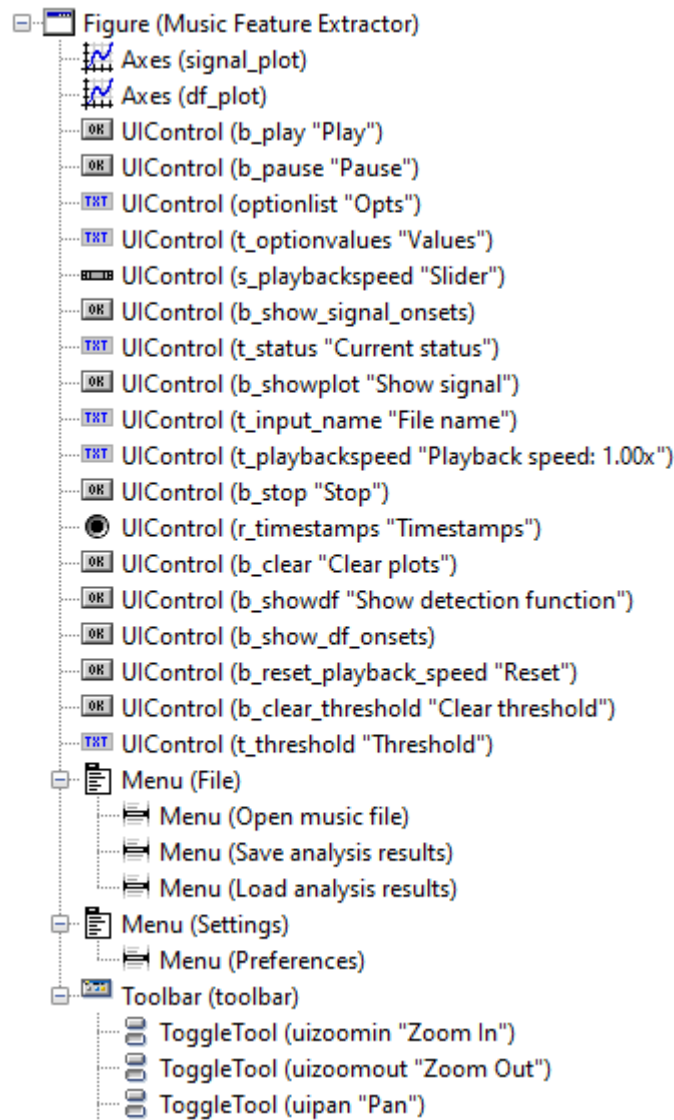 Figure (Music Feature Extractor)
Axes (signal_plot)
Axes (df_plot)
OK UIControl (b_play "Play")
OK UIControl (b_pause "Pause")
TXT UIControl (optionlist "Opts")
TXT UIControl (t_optionvalues "Values")
UIControl (s_playbackspeed "Slider")
OK UIControl (b_show_signal_onsets)
TXT UIControl (t_status "Current status")
OK UIControl (b_showplot "Show signal")
TXT UIControl (t_input_name "File name")
TXT UIControl (t_playbackspeed "Playback speed: 1.00x")
OK UIControl (b_stop "Stop")
UIControl (r_timestamps "Timestamps")
OK UIControl (b_clear "Clear plots")
OK UIControl (b_showdf "Show detection function")
OK UIControl (b_show_df_onsets)
OK UIControl (b_reset_playback_speed "Reset")
OK UIControl (b_clear_threshold "Clear threshold")
TXT UIControl (t_threshold "Threshold")
Menu (File)
Menu (Open music file)
Menu (Save analysis results)
Menu (Load analysis results)
Menu (Settings)
Menu (Preferences)
Toolbar (toolbar)
ToggleTool (uizoomin "Zoom In")
ToggleTool (uizoomout "Zoom Out")
ToggleTool (uipan "Pan")